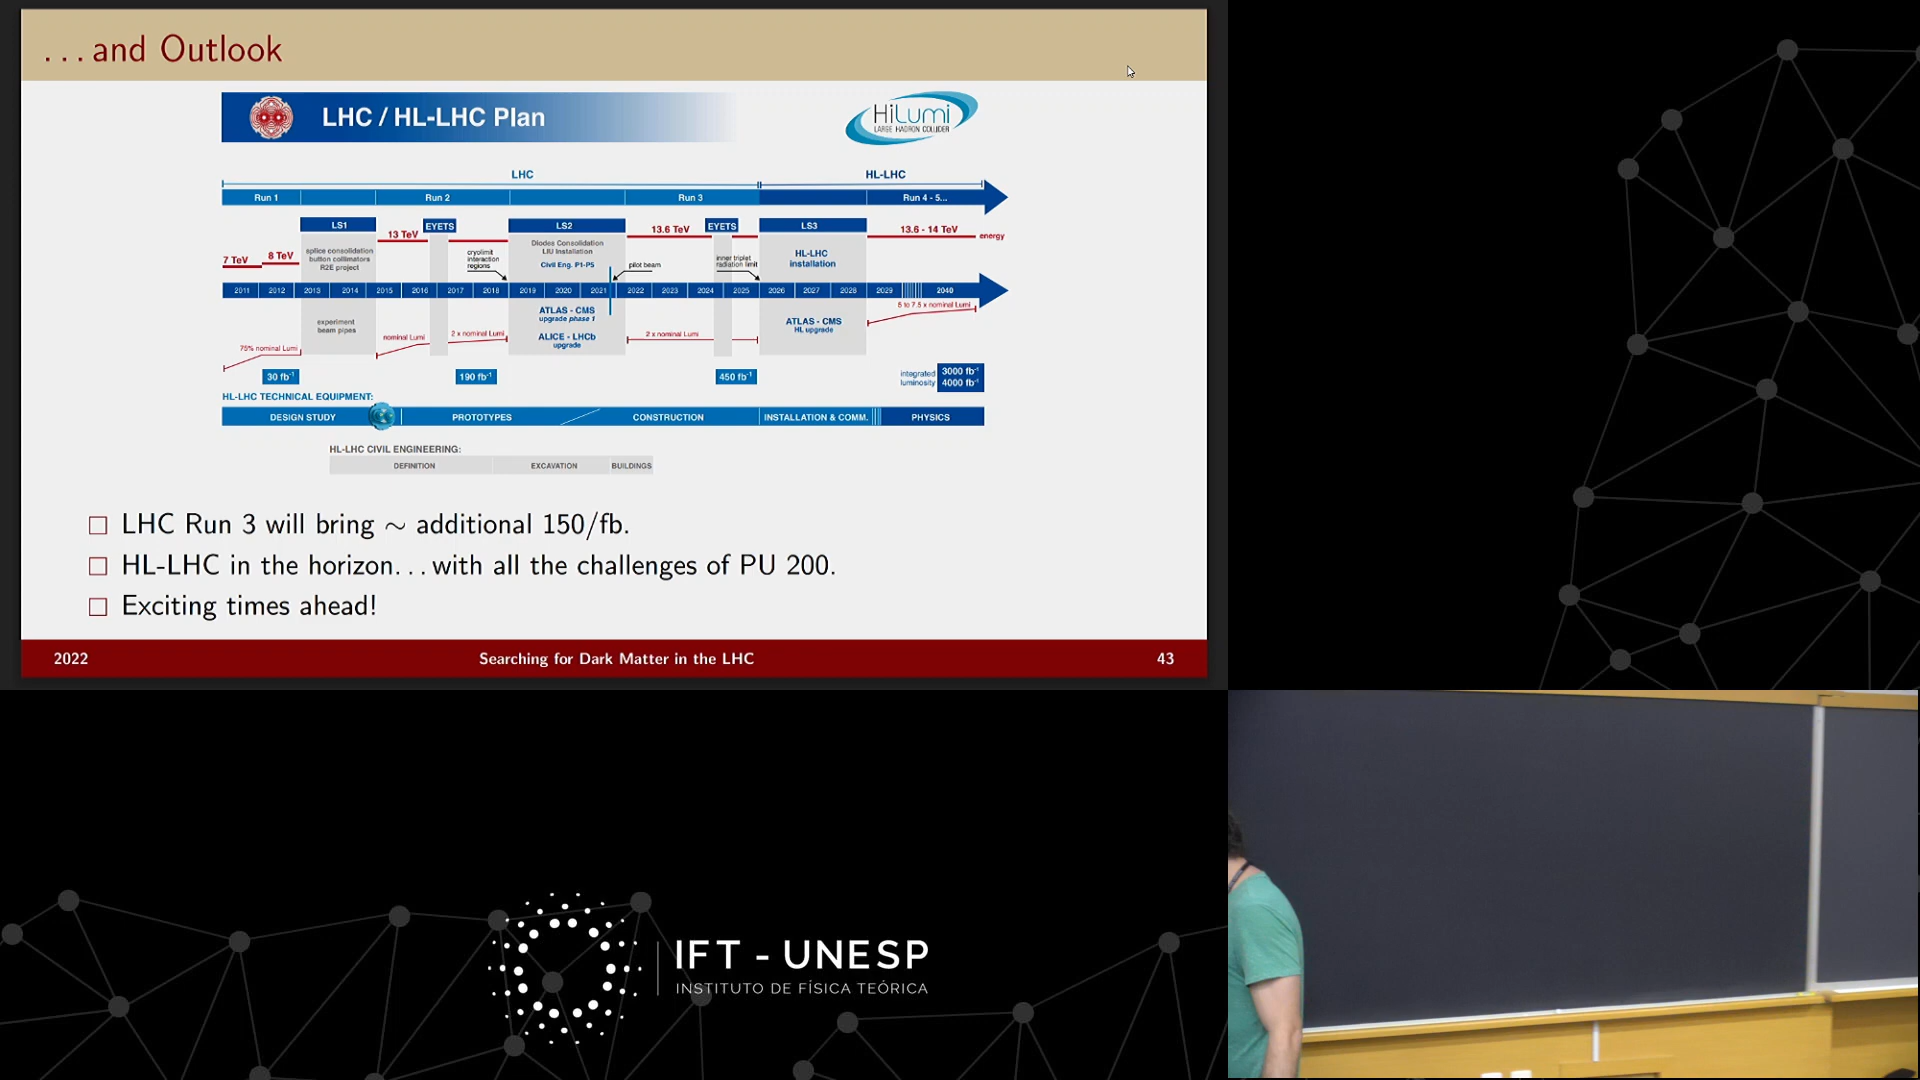 ...and Outlook
LHC / HL-LHC Plan
HiLumi
LARGE HADRON COLLIDER
LHC
HL-LHC
Run 1
Run 2
Run 3
Run 4 - 5...
LS1
EYETS
LS2
EYETS
LS3
7 TeV
8 TeV
13 TeV
13.6 TeV
13.6 - 14 TeV
energy
splice consolidation
button collimators
R2E project
cryolimit
interaction
regions
Diodes Consolidation
LIU Installation
Civil Eng. P1-P5
pilot beam
inner triplet
radiation limit
HL-LHC
installation
2011 2012 2013 2014 2015 2016 2017 2018 2019 2020 2021 2022 2023 2024 2025 2026 2027 2028 2029 2040
5 to 7.5 x nominal Lumi
experiment
beam pipes
ATLAS - CMS
upgrade phase 1
ALICE - LHCb
upgrade
ATLAS - CMS
HL upgrade
75% nominal Lumi
nominal Lumi
2 x nominal Lumi
2 x nominal Lumi
30 fb⁻¹
190 fb⁻¹
450 fb⁻¹
integrated
luminosity
3000 fb⁻¹
4000 fb⁻¹
HL-LHC TECHNICAL EQUIPMENT:
DESIGN STUDY
PROTOTYPES
CONSTRUCTION
INSTALLATION & COMM.
PHYSICS
HL-LHC CIVIL ENGINEERING:
DEFINITION
EXCAVATION
BUILDINGS
LHC Run 3 will bring ∼ additional 150/fb.
HL-LHC in the horizon...with all the challenges of PU 200.
Exciting times ahead!
2022
Searching for Dark Matter in the LHC
43
IFT - UNESP
INSTITUTO DE FÍSICA TEÓRICA